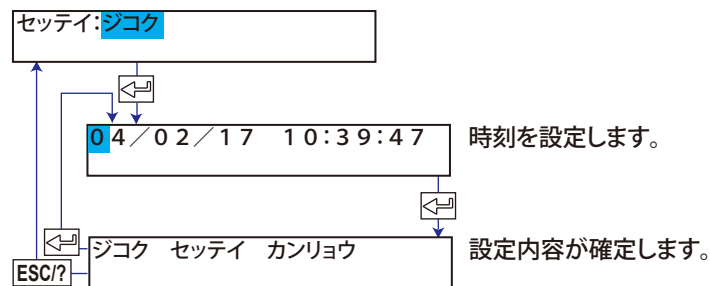 セッテイ:ジコク
04／02／17 10:39:47
時刻を設定します。
ジコク セッテイ カンリョウ
設定内容が確定します。
ESC/?